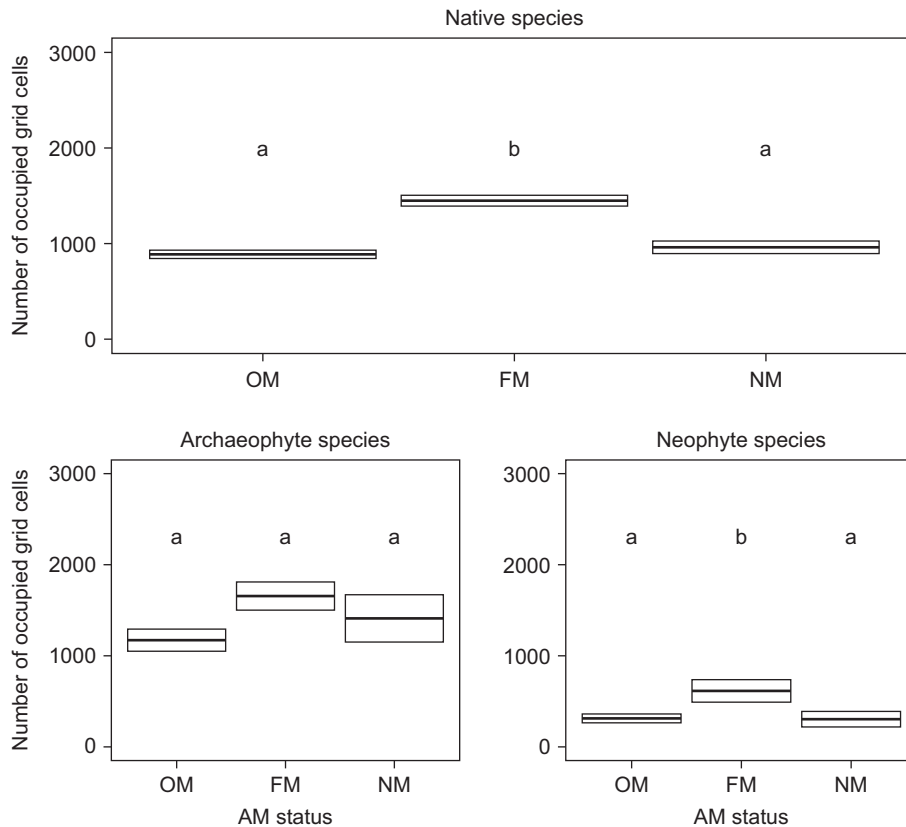 Native species
Number of occupied grid cells
3000
2000
1000
0
a b a
OM FM NM
Archaeophyte species
Number of occupied grid cells
3000
2000
1000
0
a a a
OM FM NM
AM status
Neophyte species
3000
2000
1000
0
a b a
OM FM NM
AM status